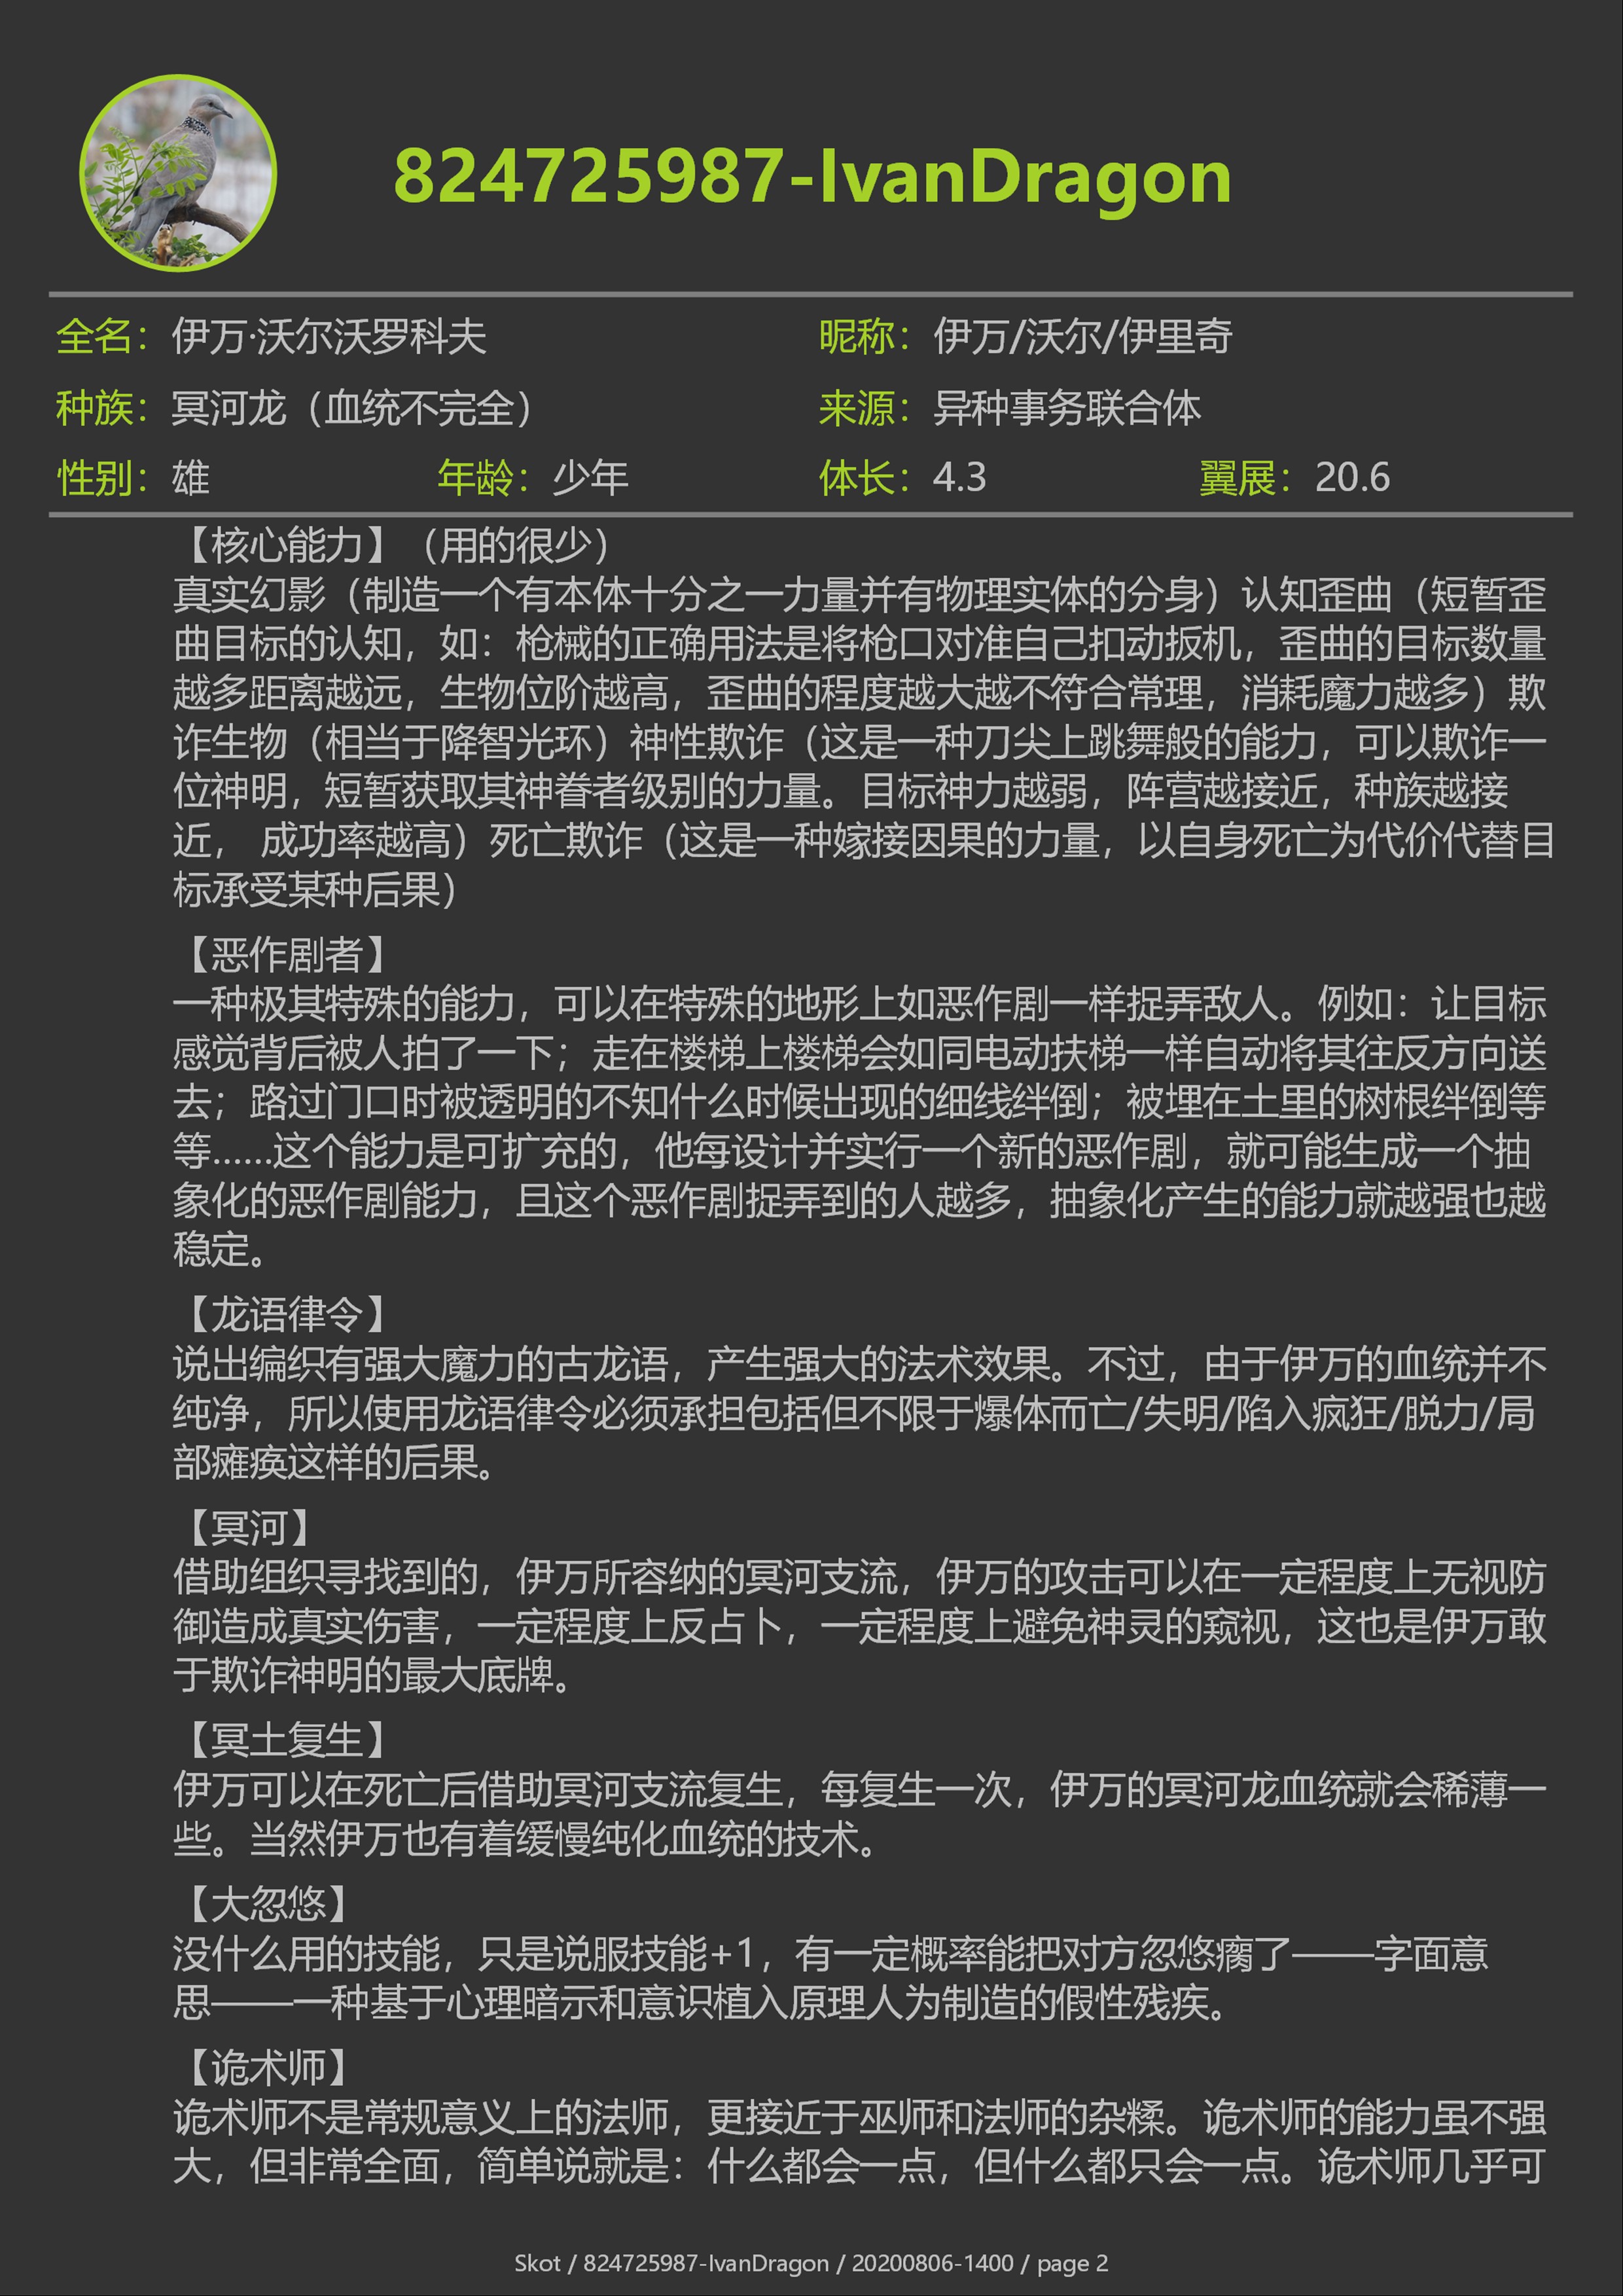 824725987-IvanDragon
全名：伊万·沃尔沃罗科夫 昵称：伊万/沃尔/伊里奇
种族：冥河龙（血统不完全） 来源：异种事务联合体
性别：雄 年龄：少年 体长：4.3 翼展：20.6
【核心能力】（用的很少）
真实幻影（制造一个有本体十分之一力量并有物理实体的分身）认知歪曲（短暂歪
曲目标的认知，如：枪械的正确用法是将枪口对准自己扣动扳机，歪曲的目标数量
越多距离越远，生物位阶越高，歪曲的程度越大越不符合常理，消耗魔力越多）欺
诈生物（相当于降智光环）神性欺诈（这是一种刀尖上跳舞般的能力，可以欺诈一
位神明，短暂获取其神眷者级别的力量。目标神力越弱，阵营越接近，种族越接
近， 成功率越高）死亡欺诈（这是一种嫁接因果的力量，以自身死亡为代价代替目
标承受某种后果）
【恶作剧者】
一种极其特殊的能力，可以在特殊的地形上如恶作剧一样捉弄敌人。例如：让目标
感觉背后被人拍了一下；走在楼梯上楼梯会如同电动扶梯一样自动将其往反方向送
去；路过门口时被透明的不知什么时候出现的细线绊倒；被埋在土里的树根绊倒等
等……这个能力是可扩充的，他每设计并实行一个新的恶作剧，就可能生成一个抽
象化的恶作剧能力，且这个恶作剧捉弄到的人越多，抽象化产生的能力就越强也越
稳定。
【龙语律令】
说出编织有强大魔力的古龙语，产生强大的法术效果。不过，由于伊万的血统并不
纯净，所以使用龙语律令必须承担包括但不限于爆体而亡/失明/陷入疯狂/脱力/局
部瘫痪这样的后果。
【冥河】
借助组织寻找到的，伊万所容纳的冥河支流，伊万的攻击可以在一定程度上无视防
御造成真实伤害，一定程度上反占卜，一定程度上避免神灵的窥视，这也是伊万敢
于欺诈神明的最大底牌。
【冥土复生】
伊万可以在死亡后借助冥河支流复生，每复生一次，伊万的冥河龙血统就会稀薄一
些。当然伊万也有着缓慢纯化血统的技术。
【大忽悠】
没什么用的技能，只是说服技能+1，有一定概率能把对方忽悠瘸了——字面意
思——一种基于心理暗示和意识植入原理人为制造的假性残疾。
【诡术师】
诡术师不是常规意义上的法师，更接近于巫师和法师的杂糅。诡术师的能力虽不强
大，但非常全面，简单说就是：什么都会一点，但什么都只会一点。诡术师几乎可
Skot / 824725987-IvanDragon / 20200806-1400 / page 2